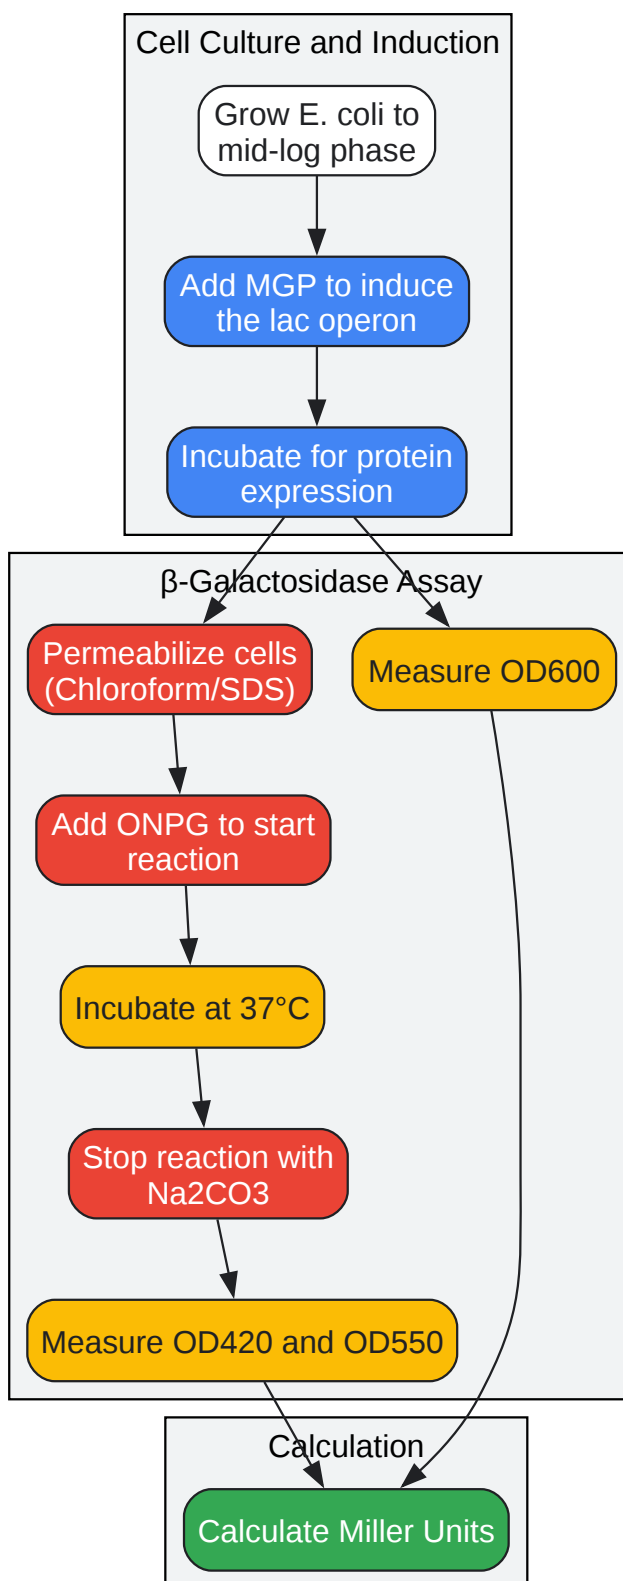 Cell Culture and Induction
Grow E. coli to
mid-log phase
Add MGP to induce
the lac operon
Incubate for protein
expression
β-Galactosidase Assay
Permeabilize cells
(Chloroform/SDS)
Measure OD600
Add ONPG to start
reaction
Incubate at 37°C
Stop reaction with
Na2CO3
Measure OD420 and OD550
Calculation
Calculate Miller Units